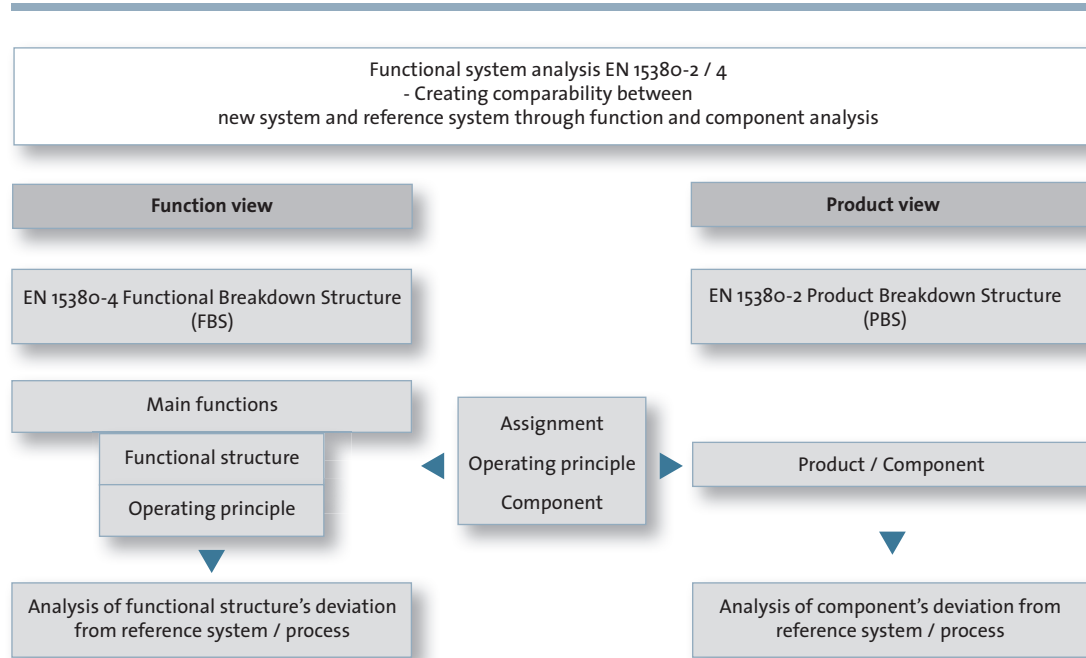 Functional system analysis EN 15380-2 / 4
- Creating comparability between
new system and reference system through function and component analysis
Function view
Product view
EN 15380-4 Functional Breakdown Structure
(FBS)
EN 15380-2 Product Breakdown Structure
(PBS)
Main functions
Functional structure
Operating principle
Assignment
Operating principle
Component
Product / Component
Analysis of functional structure's deviation
from reference system / process
Analysis of component's deviation from
reference system / process